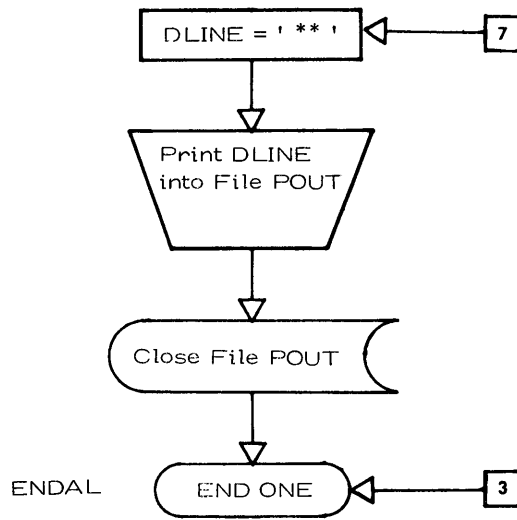 DLINE = ' ** '
7
Print DLINE
into File POUT
Close File POUT
ENDAL
END ONE
3